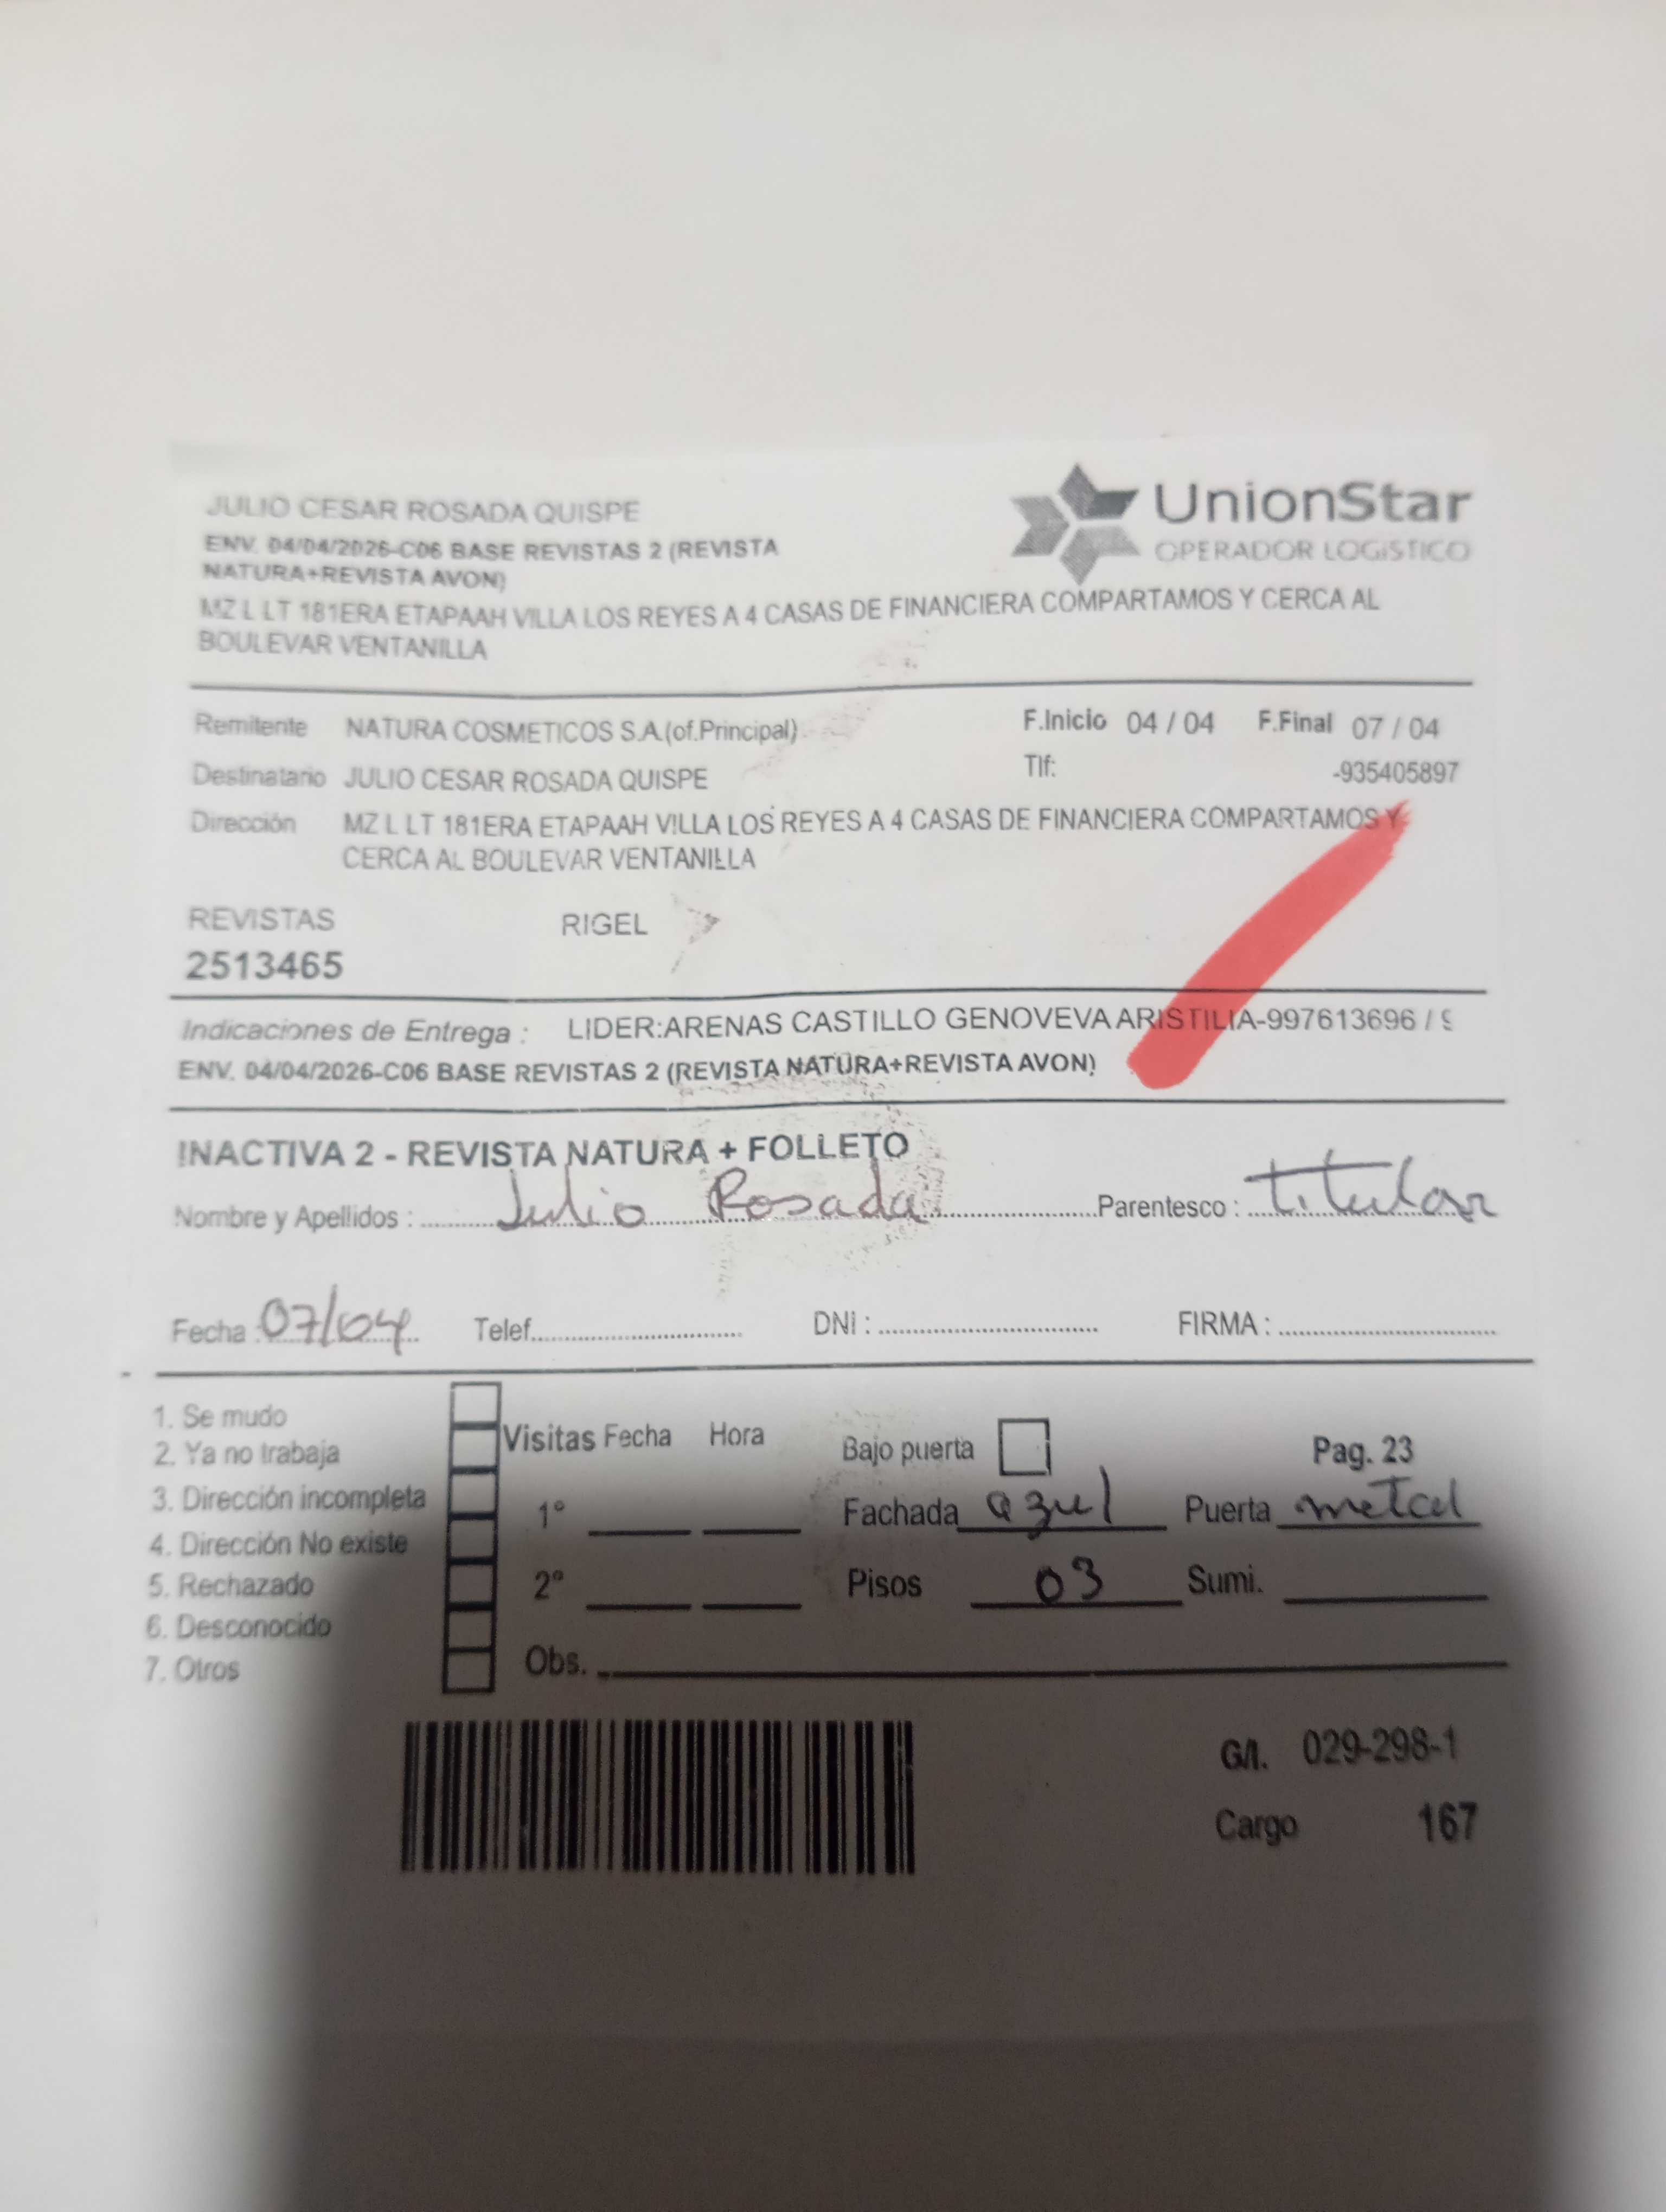 JULIO CESAR ROSADA QUISPE
ENV. 04/04/2026-C06 BASE REVISTAS 2 (REVISTA
NATURA+REVISTA AVON)
MZ L LT 181ERA ETAPAAH VILLA LOS REYES A 4 CASAS DE FINANCIERA COMPARTAMOS Y CERCA AL
BOULEVAR VENTANILLA
UnionStar
OPERADOR LOGISTICO
Remitente NATURA COSMETICOS S.A.(of.Principal) F.Inicio 04 / 04 F.Final 07 / 04
Destinatario JULIO CESAR ROSADA QUISPE Tlf: -935405897
Dirección MZ L LT 181ERA ETAPAAH VILLA LOS REYES A 4 CASAS DE FINANCIERA COMPARTAMOS Y
CERCA AL BOULEVAR VENTANILLA
REVISTAS RIGEL
2513465
Indicaciones de Entrega : LIDER:ARENAS CASTILLO GENOVEVA ARISTILIA-997613696 / 9
ENV. 04/04/2026-C06 BASE REVISTAS 2 (REVISTA NATURA+REVISTA AVON)
INACTIVA 2 - REVISTA NATURA + FOLLETO
Nombre y Apellidos : Julio Rosada Parentesco : titular
Fecha 07/04 Telef. DNI : FIRMA :
1. Se mudo
2. Ya no trabaja
3. Dirección incompleta
4. Dirección No existe
5. Rechazado
6. Desconocido
7. Otros
Visitas Fecha Hora
1°
2°
Bajo puerta Pag. 23
Fachada azul Puerta metal
Pisos 03 Sumi.
Obs.
G/I. 029-298-1
Cargo 167